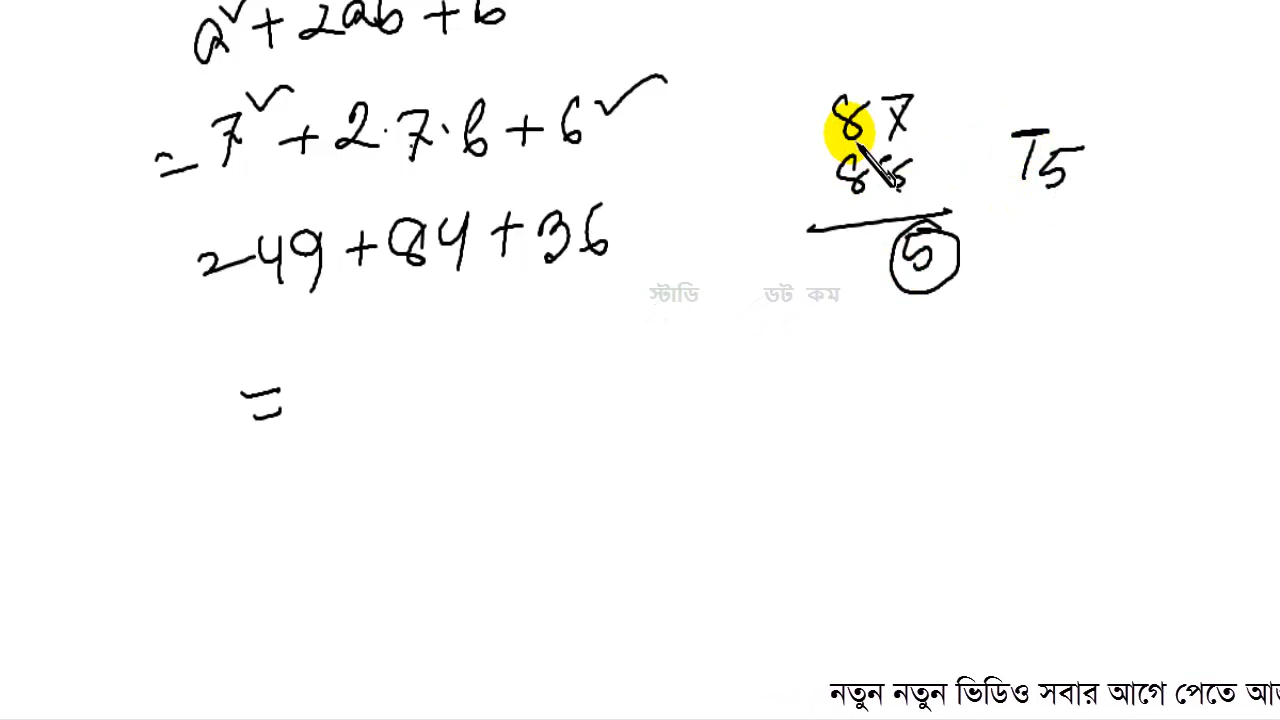 a² + 2ab + b
= 7² + 2·7·6 + 6²
= 49 + 84 + 36
=
87
85
5
T5
স্টাডি ডট কম
নতুন নতুন ভিডিও সবার আগে পেতে